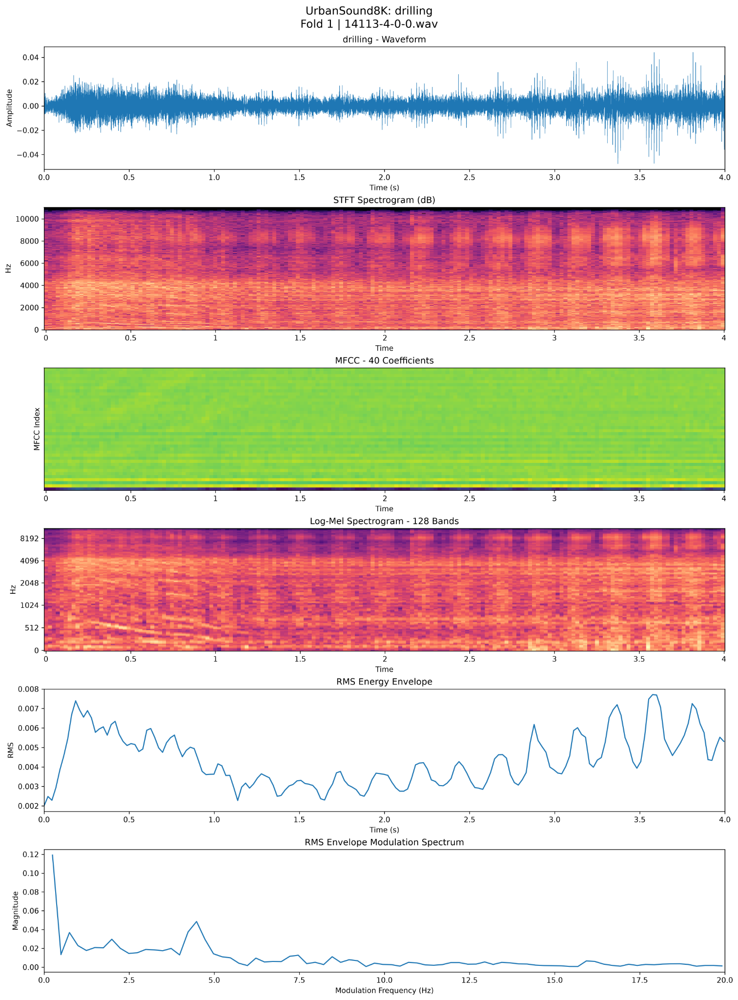 UrbanSound8K: drilling
Fold 1 | 14113-4-0-0.wav
drilling - Waveform
0.04
0.02
0.00
−0.02
−0.04
Amplitude
0.0 0.5 1.0 1.5 2.0 2.5 3.0 3.5 4.0
Time (s)
STFT Spectrogram (dB)
10000
8000
6000
4000
2000
0
Hz
0 0.5 1 1.5 2 2.5 3 3.5 4
Time
MFCC - 40 Coefficients
MFCC Index
0 0.5 1 1.5 2 2.5 3 3.5 4
Time
Log-Mel Spectrogram - 128 Bands
8192
4096
2048
1024
512
0
Hz
0 0.5 1 1.5 2 2.5 3 3.5 4
Time
RMS Energy Envelope
0.008
0.007
0.006
0.005
0.004
0.003
0.002
RMS
0.0 0.5 1.0 1.5 2.0 2.5 3.0 3.5 4.0
Time (s)
RMS Envelope Modulation Spectrum
0.12
0.10
0.08
0.06
0.04
0.02
0.00
Magnitude
0.0 2.5 5.0 7.5 10.0 12.5 15.0 17.5 20.0
Modulation Frequency (Hz)